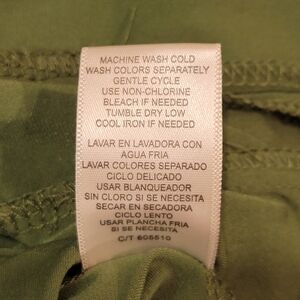 MACHINE WASH COLD
WASH COLORS SEPARATELY
GENTLE CYCLE
USE NON-CHLORINE
BLEACH IF NEEDED
TUMBLE DRY LOW
COOL IRON IF NEEDED
LAVAR EN LAVADORA CON
AGUA FRIA
LAVAR COLORES SEPARADO
CICLO DELICADO
USAR BLANQUEADOR
SIN CLORO SI SE NECESITA
SECAR EN SECADORA
CICLO LENTO
USAR PLANCHA FRIA
SI SE NECESITA
C/T 605510